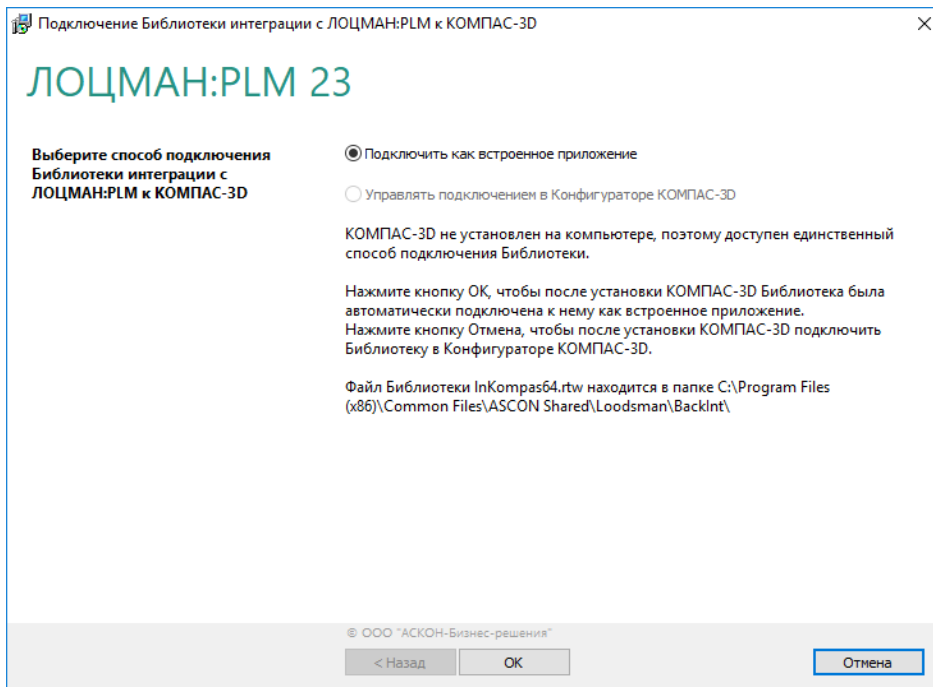 Подключение Библиотеки интеграции с ЛОЦМАН:PLM к КОМПАС-3D
ЛОЦМАН:PLM 23
Выберите способ подключения
Библиотеки интеграции с
ЛОЦМАН:PLM к КОМПАС-3D
Подключить как встроенное приложение
Управлять подключением в Конфигураторе КОМПАС-3D
КОМПАС-3D не установлен на компьютере, поэтому доступен единственный
способ подключения Библиотеки.
Нажмите кнопку ОК, чтобы после установки КОМПАС-3D Библиотека была
автоматически подключена к нему как встроенное приложение.
Нажмите кнопку Отмена, чтобы после установки КОМПАС-3D подключить
Библиотеку в Конфигураторе КОМПАС-3D.
Файл Библиотеки InKompas64.rtw находится в папке C:\Program Files
(x86)\Common Files\ASCON Shared\Loodsman\BackInt\
© ООО "АСКОН-Бизнес-решения"
< Назад
ОК
Отмена